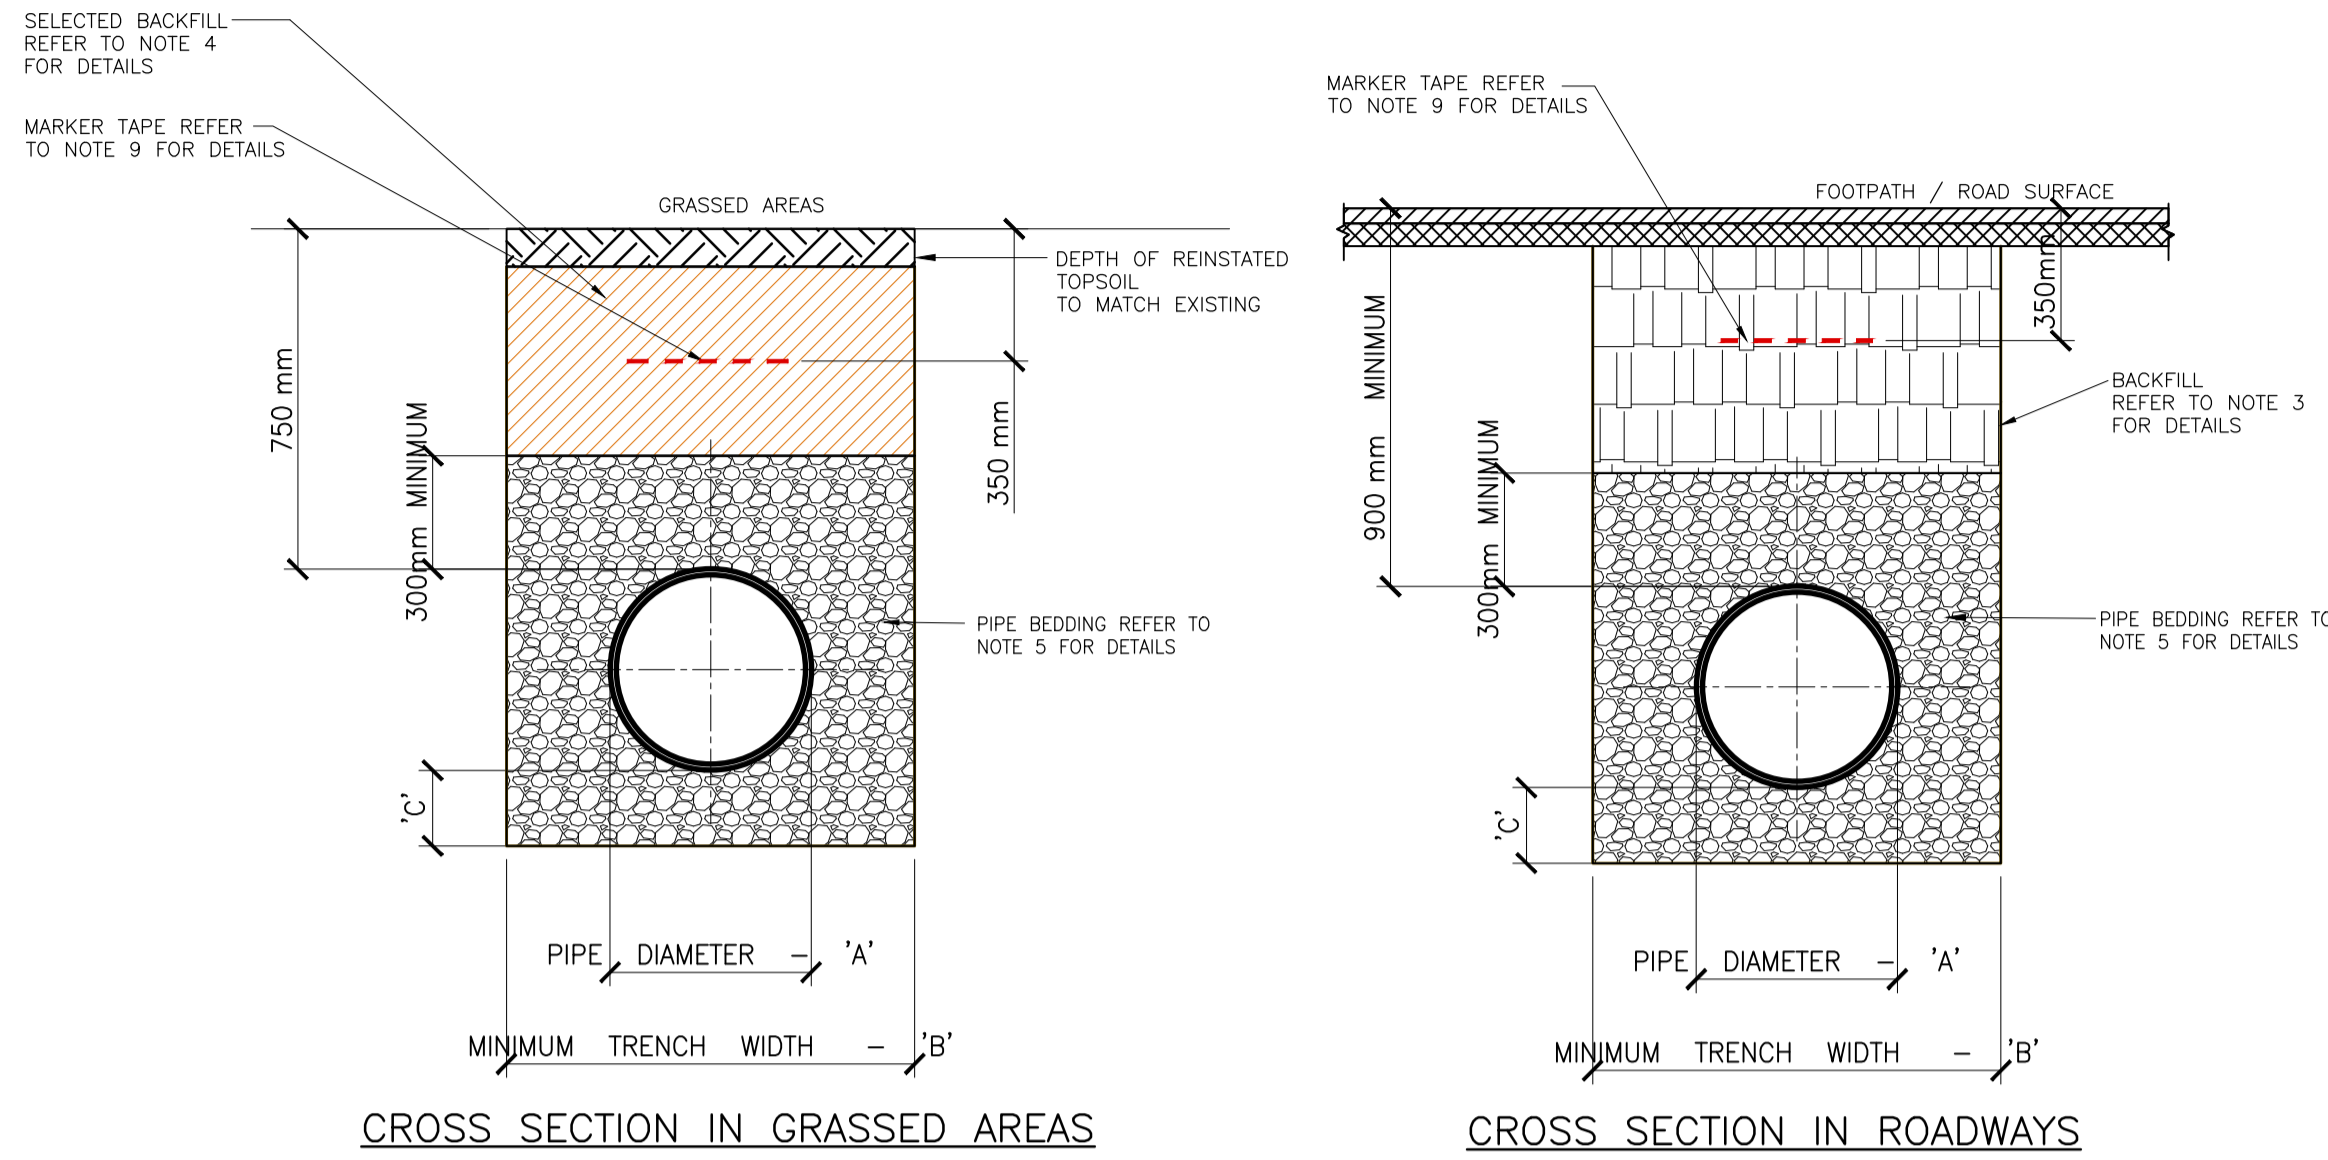 SELECTED BACKFILL
REFER TO NOTE 4
FOR DETAILS
MARKER TAPE REFER
TO NOTE 9 FOR DETAILS
GRASSED AREAS
DEPTH OF REINSTATED
TOPSOIL
TO MATCH EXISTING
750 mm
300mm MINIMUM
350 mm
PIPE BEDDING REFER TO
NOTE 5 FOR DETAILS
'C'
PIPE DIAMETER – 'A'
MINIMUM TRENCH WIDTH – 'B'
CROSS SECTION IN GRASSED AREAS
MARKER TAPE REFER
TO NOTE 9 FOR DETAILS
FOOTPATH / ROAD SURFACE
350mm
900 mm MINIMUM
300mm MINIMUM
BACKFILL
REFER TO NOTE 3
FOR DETAILS
PIPE BEDDING REFER TO
NOTE 5 FOR DETAILS
'C'
PIPE DIAMETER – 'A'
MINIMUM TRENCH WIDTH – 'B'
CROSS SECTION IN ROADWAYS